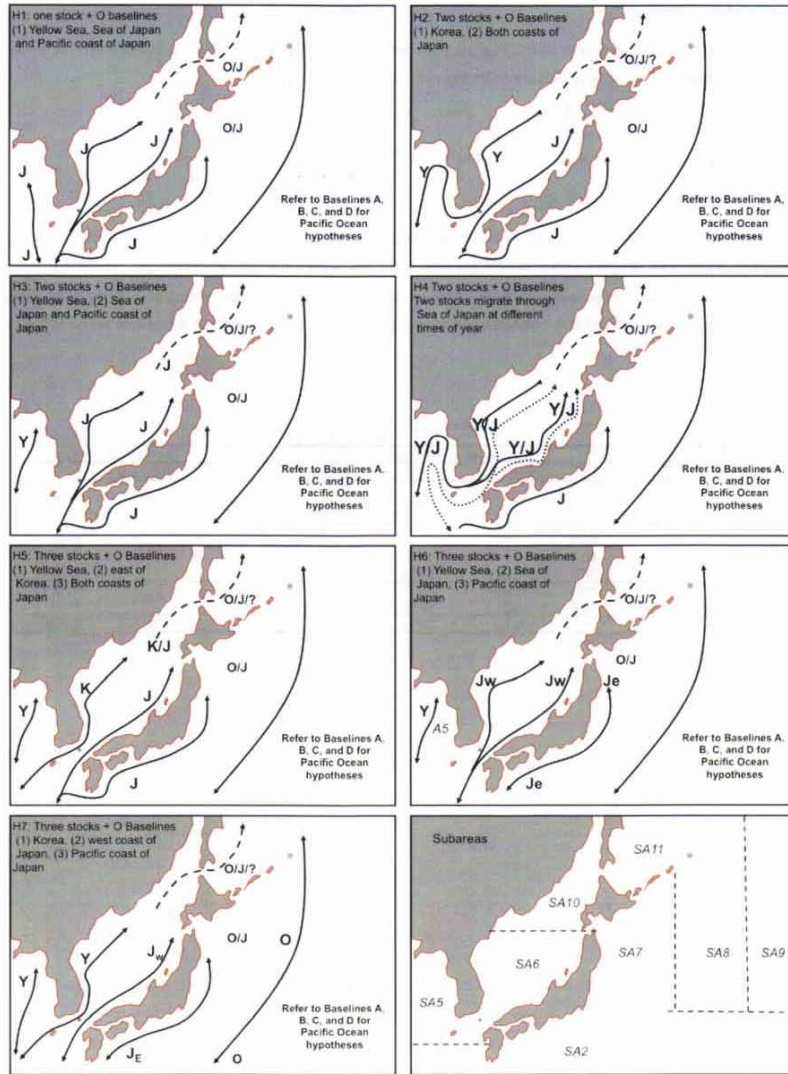 H1: one stock + O baselines
(1) Yellow Sea, Sea of Japan
and Pacific coast of Japan
O/J
O/J
J
J
J
J
J
Refer to Baselines A,
B, C, and D for
Pacific Ocean
hypotheses
H2: Two stocks + O Baselines
(1) Korea, (2) Both coasts of
Japan
O/J/?
O/J
Y
Y
J
J
Refer to Baselines A,
B, C, and D for
Pacific Ocean
hypotheses
H3: Two stocks + O Baselines
(1) Yellow Sea, (2) Sea of
Japan and Pacific coast of
Japan
O/J/?
J
O/J
Y
J
J
J
Refer to Baselines A,
B, C, and D for
Pacific Ocean
hypotheses
H4 Two stocks + O Baselines
Two stocks migrate through
Sea of Japan at different
times of year
O/J/?
O/J
Y/J
Y/J
Y/J
Y/J
J
Refer to Baselines A,
B, C, and D for
Pacific Ocean
hypotheses
H5: Three stocks + O Baselines
(1) Yellow Sea, (2) east of
Korea, (3) Both coasts of
Japan
O/J/?
K/J
O/J
K
J
Y
J
Refer to Baselines A,
B, C, and D for
Pacific Ocean
hypotheses
H6: Three stocks + O Baselines
(1) Yellow Sea, (2) Sea of
Japan, (3) Pacific coast of
Japan
O/J/?
O/J
Jw
Jw
Je
Y
A5
Je
Refer to Baselines A,
B, C, and D for
Pacific Ocean
hypotheses
H7: Three stocks + O Baselines
(1) Korea, (2) west coast of
Japan, (3) Pacific coast of
Japan
O/J/?
O/J
O
Y
Y
JW
JE
O
Refer to Baselines A,
B, C, and D for
Pacific Ocean
hypotheses
Subareas
SA11
SA10
SA6
SA7
SA8
SA9
SA5
SA2